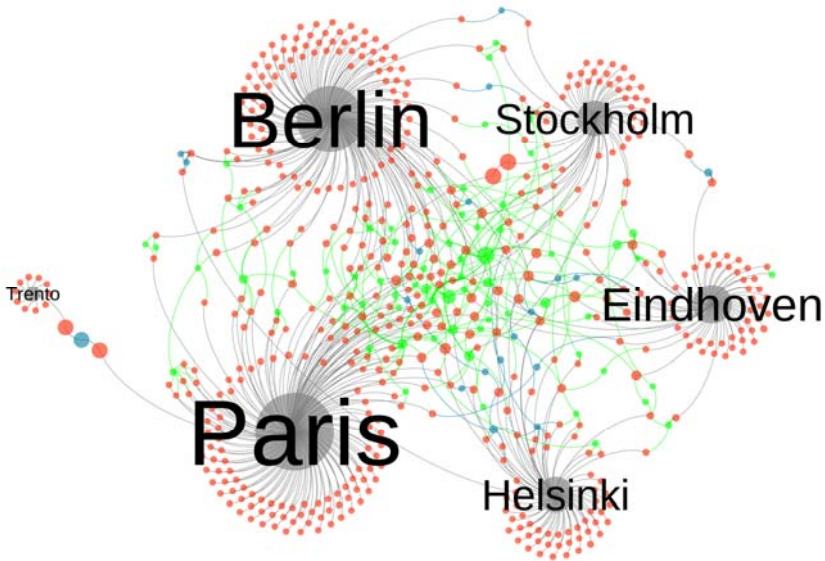 Berlin
Stockholm
Trento
Eindhoven
Paris
Helsinki